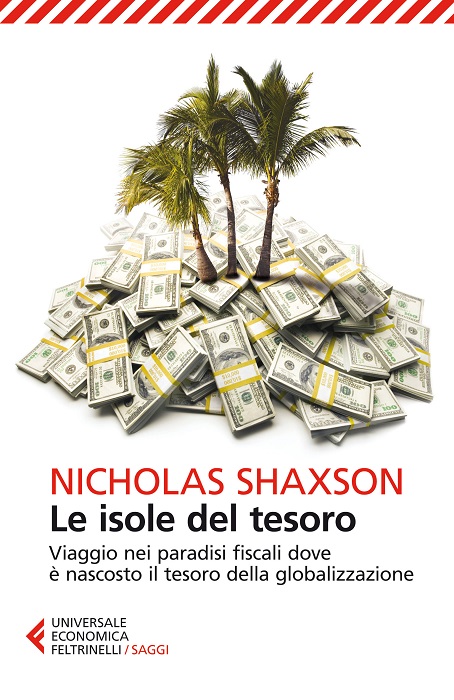 NICHOLAS SHAXSON
Le isole del tesoro
Viaggio nei paradisi fiscali dove
è nascosto il tesoro della globalizzazione
UNIVERSALE
ECONOMICA
FELTRINELLI / SAGGI